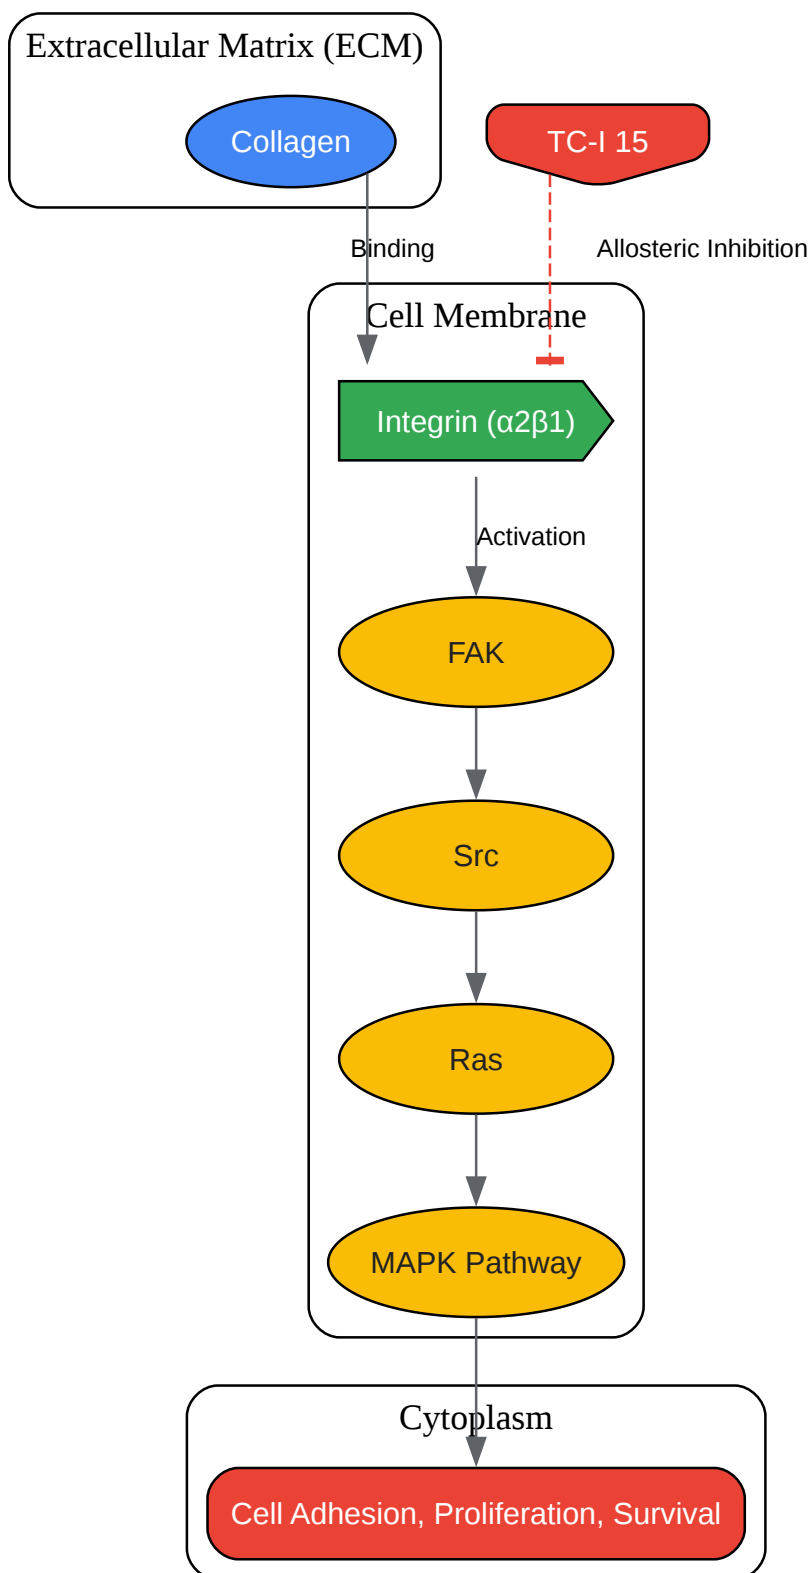 Extracellular Matrix (ECM)
Collagen
TC-I 15
Binding
Allosteric Inhibition
Cell Membrane
Integrin (α2β1)
Activation
FAK
Src
Ras
MAPK Pathway
Cytoplasm
Cell Adhesion, Proliferation, Survival